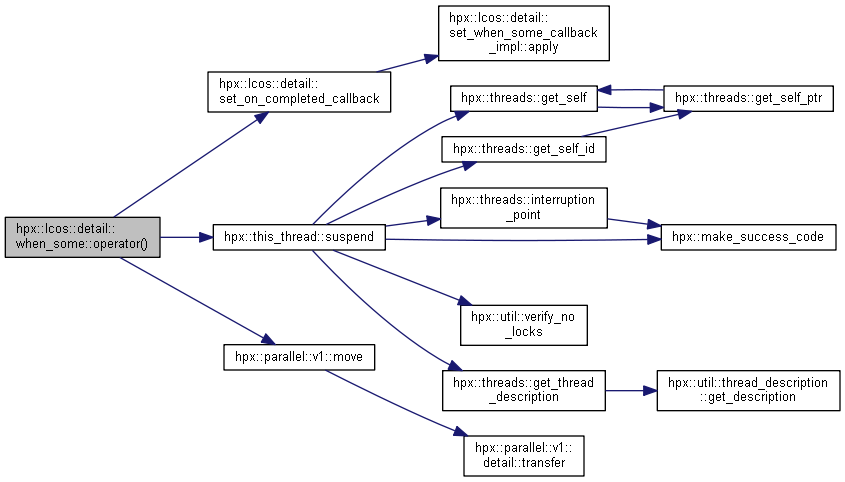 hpx::lcos::detail::
set_when_some_callback
_impl::apply
hpx::lcos::detail::
set_on_completed_callback
hpx::threads::get_self
hpx::threads::get_self_ptr
hpx::threads::get_self_id
hpx::threads::interruption
_point
hpx::lcos::detail::
when_some::operator()
hpx::this_thread::suspend
hpx::make_success_code
hpx::util::verify_no
_locks
hpx::parallel::v1::move
hpx::threads::get_thread
_description
hpx::util::thread_description
::get_description
hpx::parallel::v1::
detail::transfer